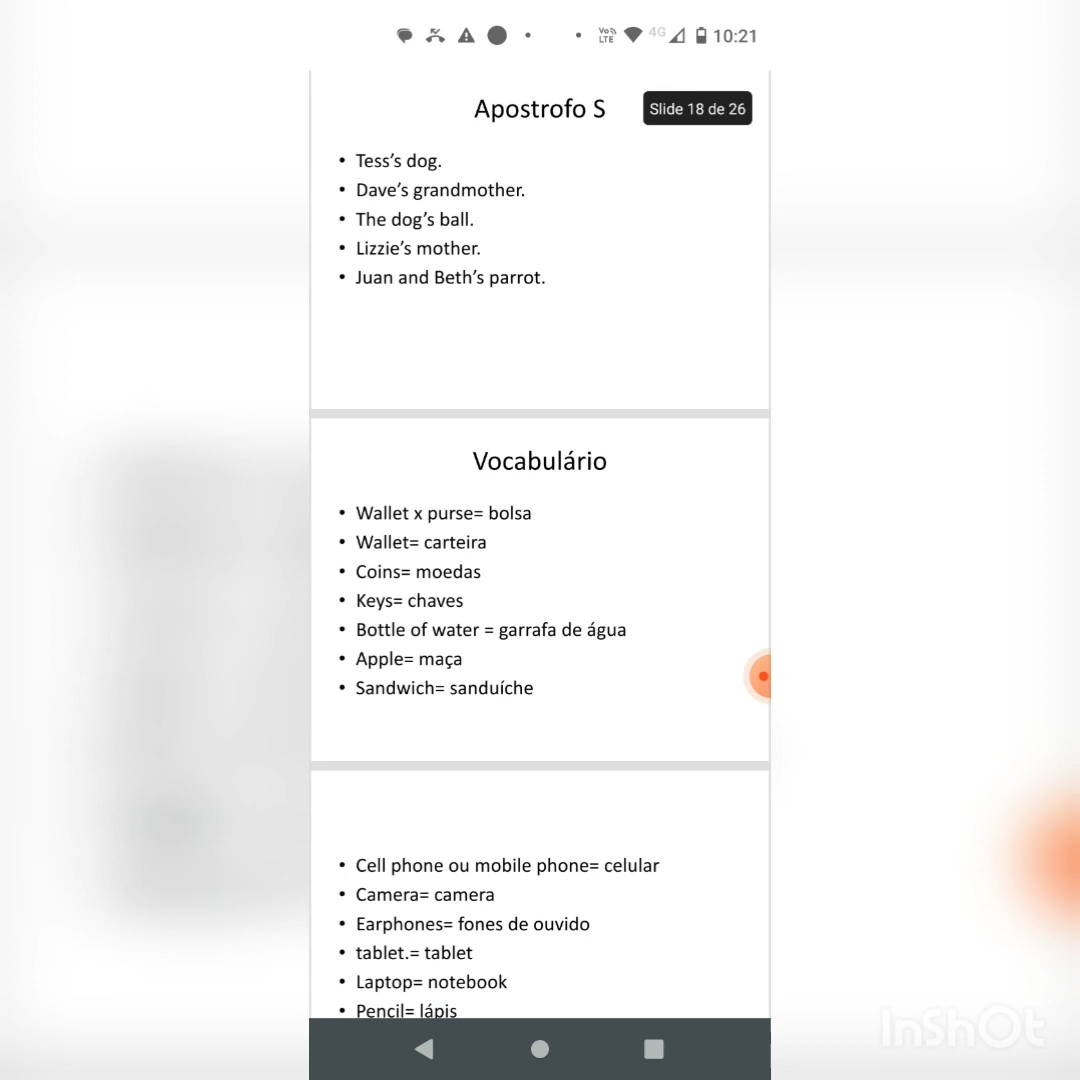 Vo LTE 4G 10:21
Apostrofo S
Slide 18 de 26
• Tess's dog.
• Dave's grandmother.
• The dog's ball.
• Lizzie's mother.
• Juan and Beth's parrot.
Vocabulário
• Wallet x purse= bolsa
• Wallet= carteira
• Coins= moedas
• Keys= chaves
• Bottle of water = garrafa de água
• Apple= maça
• Sandwich= sanduíche
• Cell phone ou mobile phone= celular
• Camera= camera
• Earphones= fones de ouvido
• tablet.= tablet
• Laptop= notebook
• Pencil= lápis
InShOt